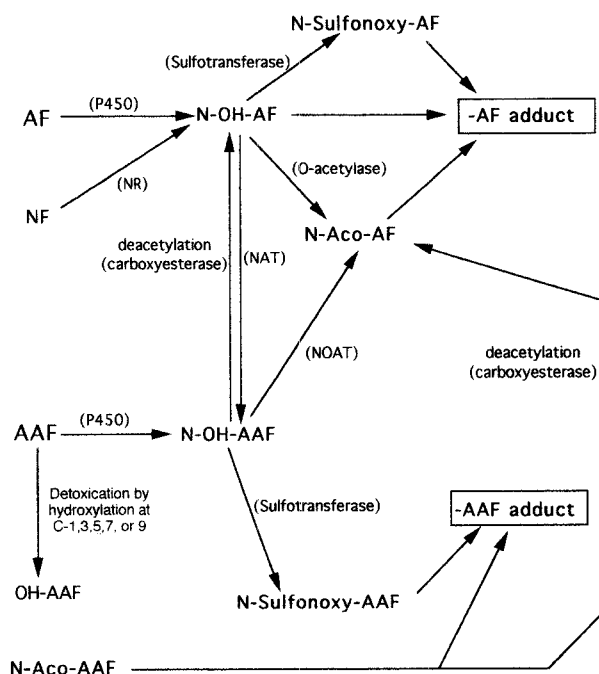 N-Sulfonoxy-AF
(Sulfotransferase)
AF
(P450)
N-OH-AF
-AF adduct
(NR)
(O-acetylase)
NF
N-Aco-AF
deacetylation
(carboxyesterase)
(NAT)
(NOAT)
deacetylation
(carboxyesterase)
AAF
(P450)
N-OH-AAF
Detoxication by
hydroxylation at
C-1,3,5,7, or 9
(Sulfotransferase)
-AAF adduct
OH-AAF
N-Sulfonoxy-AAF
N-Aco-AAF